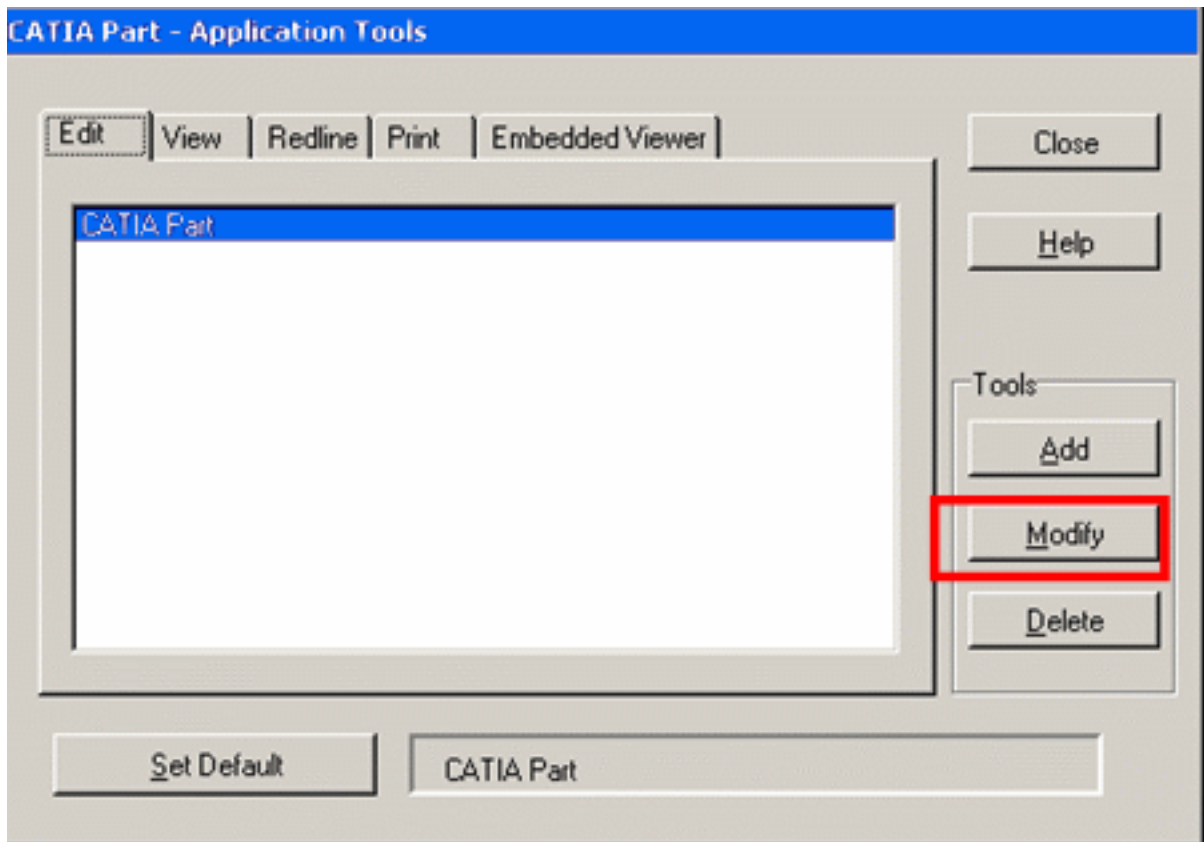 CATIA Part - Application Tools
Edit View Redline Print Embedded Viewer
Close
CATIA Part
Help
Tools
Add
Modify
Delete
Set Default CATIA Part